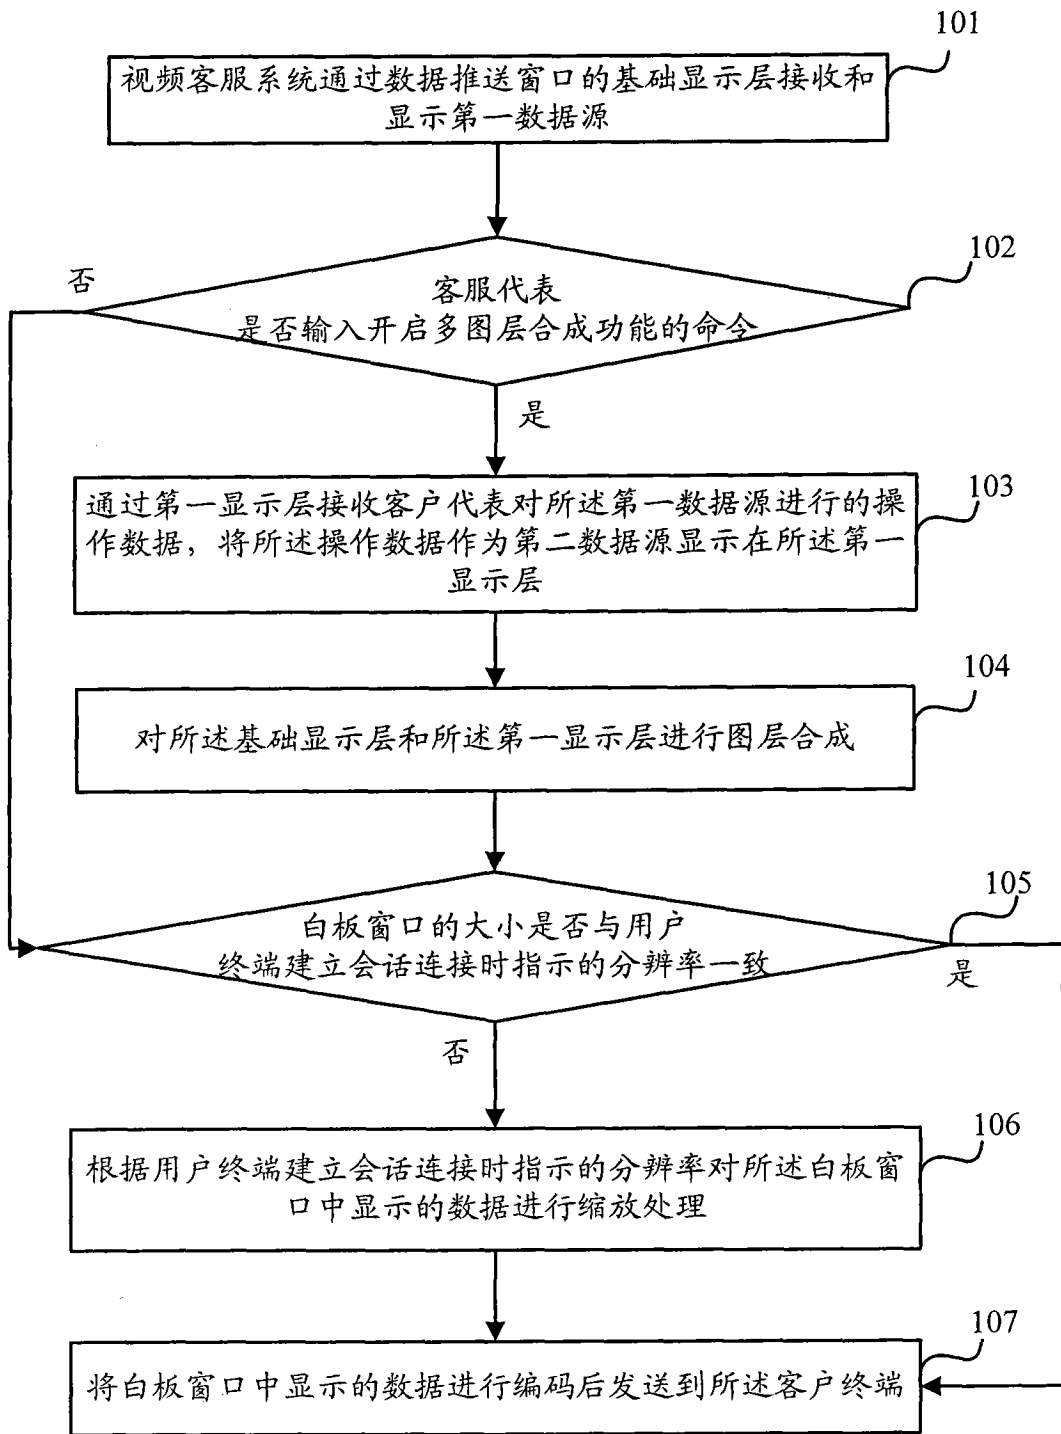 101
视频客服系统通过数据推送窗口的基础显示层接收和
显示第一数据源
102
否
客服代表
是否输入开启多图层合成功能的命令
是
103
通过第一显示层接收客户代表对所述第一数据源进行的操
作数据，将所述操作数据作为第二数据源显示在所述第一
显示层
104
对所述基础显示层和所述第一显示层进行图层合成
105
白板窗口的大小是否与用户
终端建立会话连接时指示的分辨率一致
是
否
106
根据用户终端建立会话连接时指示的分辨率对所述白板窗
口中显示的数据进行缩放处理
107
将白板窗口中显示的数据进行编码后发送到所述客户终端